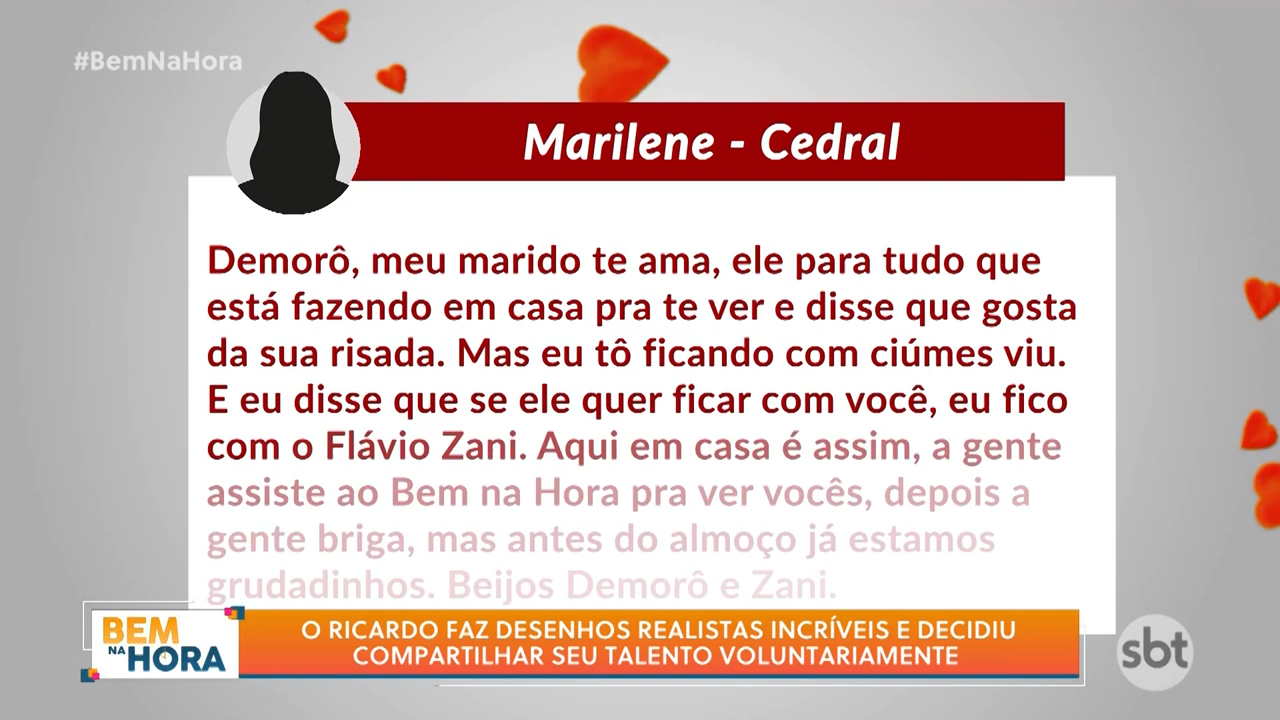 #BemNaHora
Marilene - Cedral
Demorô, meu marido te ama, ele para tudo que
está fazendo em casa pra te ver e disse que gosta
da sua risada. Mas eu tô ficando com ciúmes viu.
E eu disse que se ele quer ficar com você, eu fico
com o Flávio Zani. Aqui em casa é assim, a gente
assiste ao Bem na Hora pra ver vocês, depois a
gente briga, mas antes do almoço já estamos
grudadinhos. Beijos Demorô e Zani.
BEM
NA HORA
O RICARDO FAZ DESENHOS REALISTAS INCRÍVEIS E DECIDIU
COMPARTILHAR SEU TALENTO VOLUNTARIAMENTE
sbt